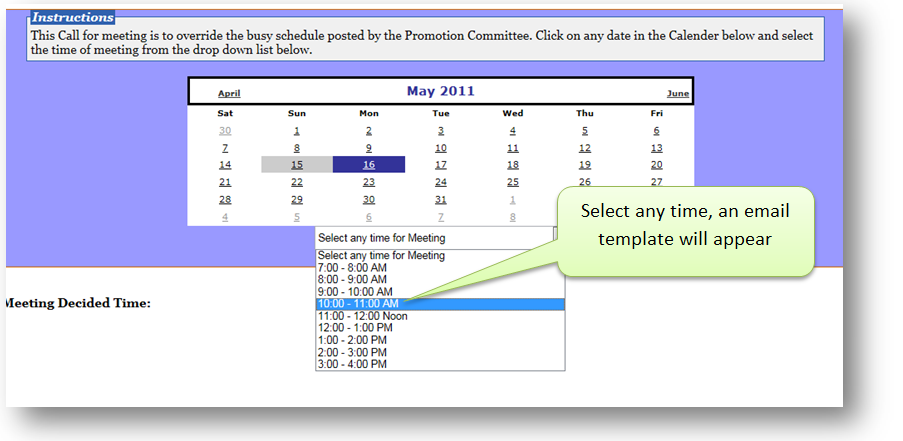 Instructions
This Call for meeting is to override the busy schedule posted by the Promotion Committee. Click on any date in the Calender below and select
the time of meeting from the drop down list below.
April May 2011 June
Sat Sun Mon Tue Wed Thu Fri
30 1 2 3 4 5 6
7 8 9 10 11 12 13
14 15 16 17 18 19 20
21 22 23 24 25 26 27
28 29 30 31 1
4 5 6 7 8
Select any time, an email
template will appear
Select any time for Meeting
Select any time for Meeting
7:00 - 8:00 AM
8:00 - 9:00 AM
9:00 - 10:00 AM
10:00 - 11:00 AM
11:00 - 12:00 Noon
12:00 - 1:00 PM
1:00 - 2:00 PM
2:00 - 3:00 PM
3:00 - 4:00 PM
Meeting Decided Time: